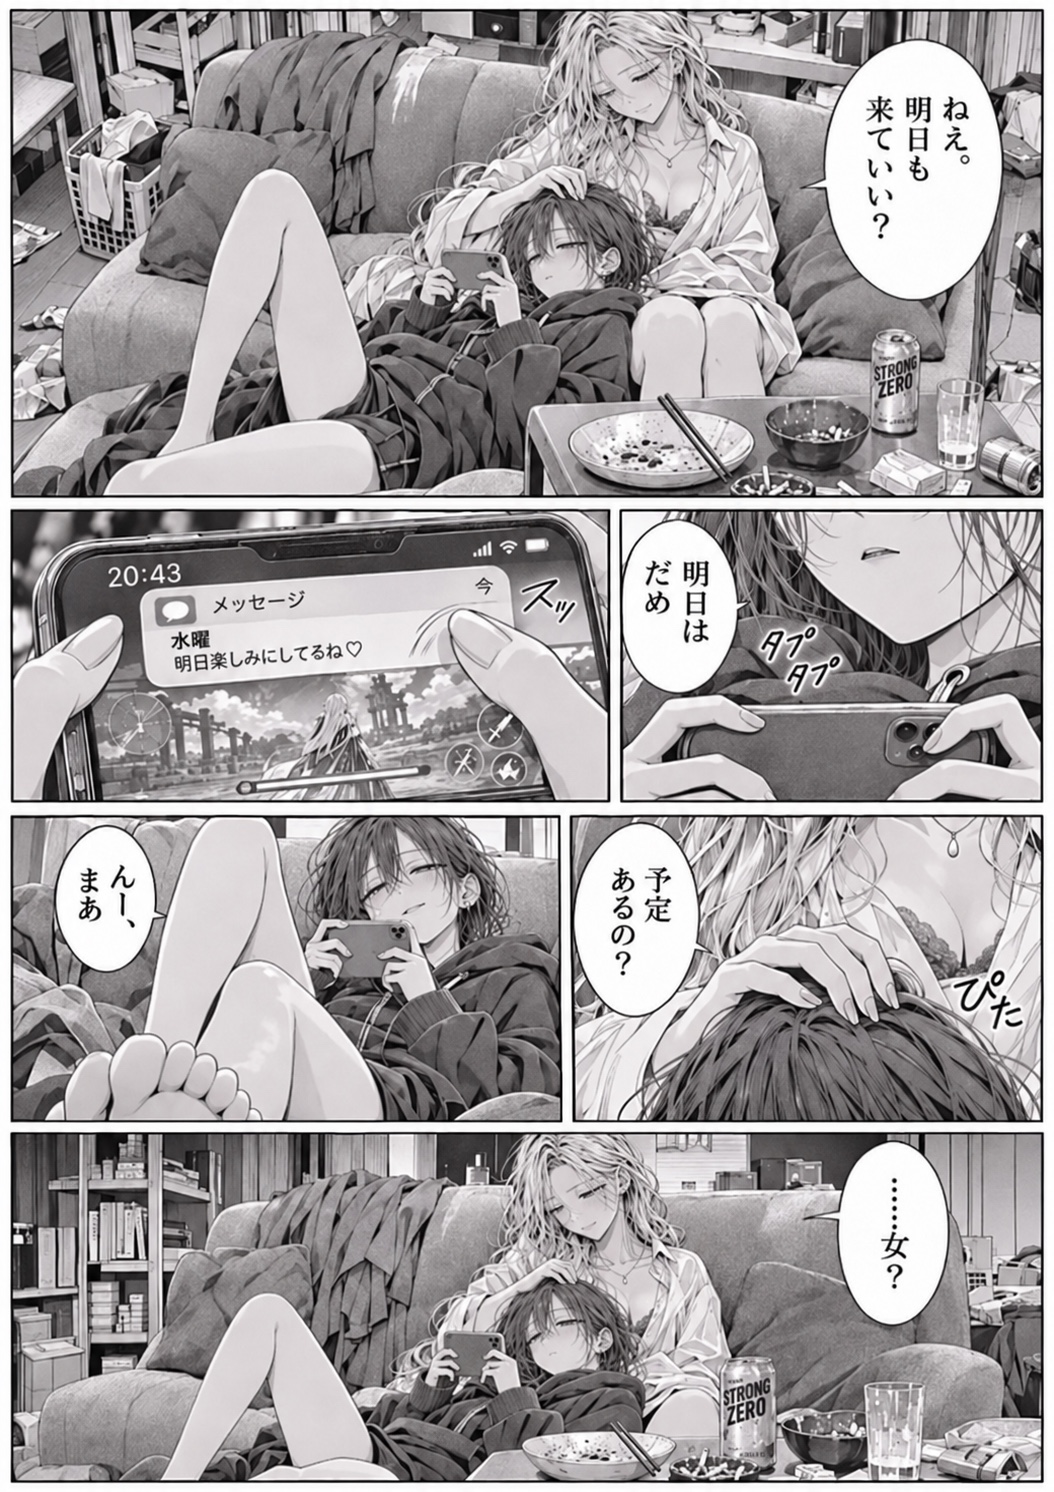 ねえ。
明日も
来ていい？
STRONG
ZERO
明日は
だめ
タプ
タプ
20:43
メッセージ
今
水曜
明日楽しみにしてるね♡
スッ
予定
あるの？
ぴた
んー、
まあ
……女？
STRONG
ZERO